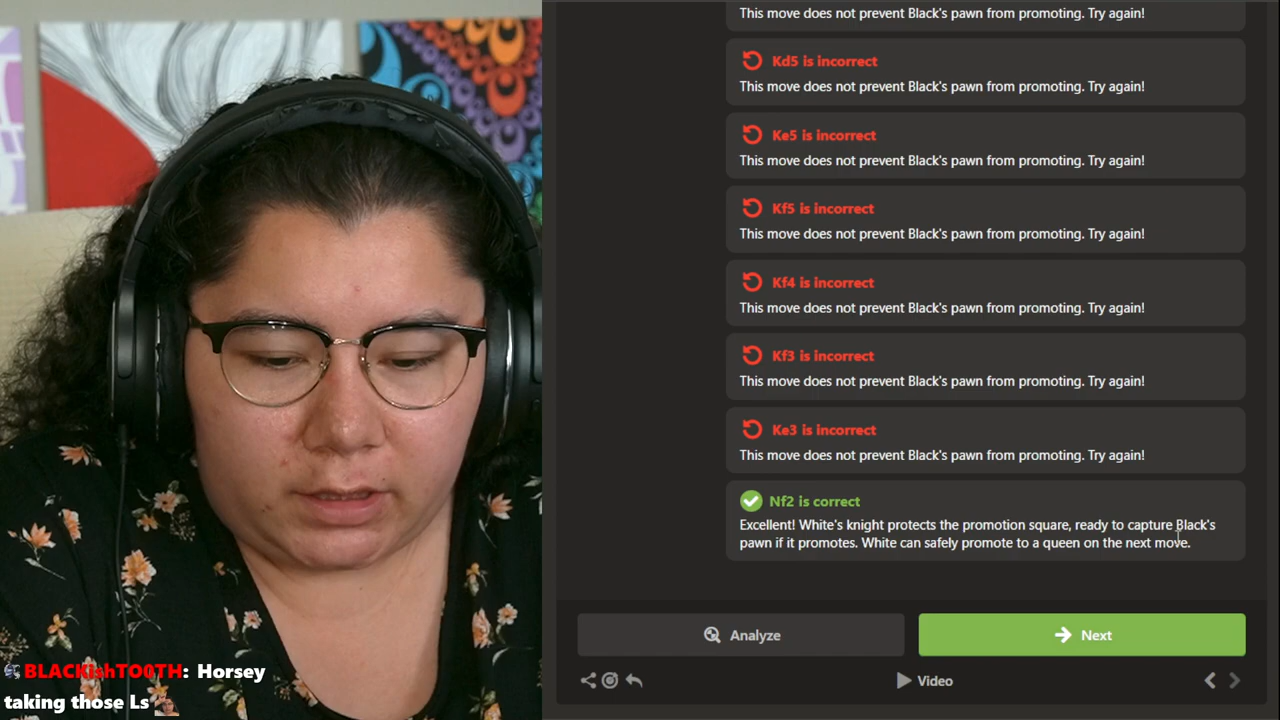 This move does not prevent Black's pawn from promoting. Try again!
Kd5 is incorrect
This move does not prevent Black's pawn from promoting. Try again!
Ke5 is incorrect
This move does not prevent Black's pawn from promoting. Try again!
Kf5 is incorrect
This move does not prevent Black's pawn from promoting. Try again!
Kf4 is incorrect
This move does not prevent Black's pawn from promoting. Try again!
Kf3 is incorrect
This move does not prevent Black's pawn from promoting. Try again!
Ke3 is incorrect
This move does not prevent Black's pawn from promoting. Try again!
Nf2 is correct
Excellent! White's knight protects the promotion square, ready to capture Black's
pawn if it promotes. White can safely promote to a queen on the next move.
Analyze
Next
Video
BLACKishTO0TH: Horsey
taking those Ls